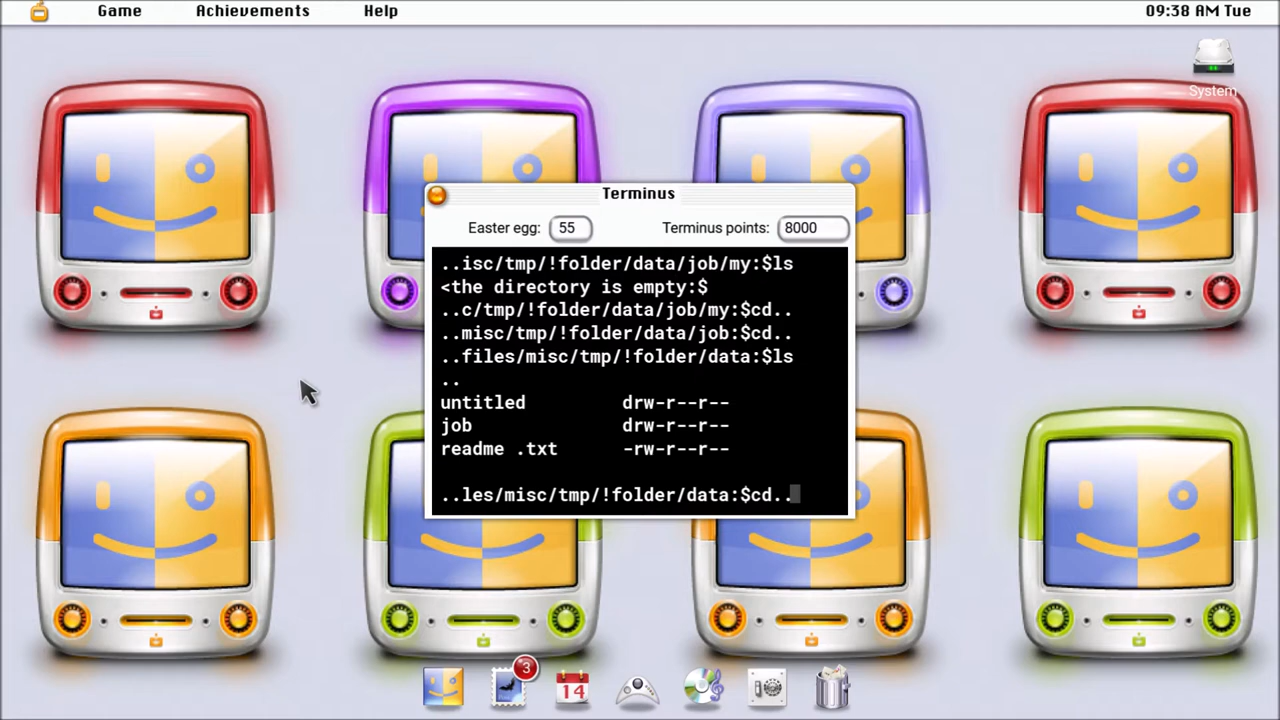 Game Achievements Help 09:38 AM Tue
System
Terminus
Easter egg: 55 Terminus points: 8000
..isc/tmp/!folder/data/job/my:$ls
<the directory is empty:$
..c/tmp/!folder/data/job/my:$cd..
..misc/tmp/!folder/data/job:$cd..
..files/misc/tmp/!folder/data:$ls
..
untitled drw-r--r--
job drw-r--r--
readme .txt -rw-r--r--
..les/misc/tmp/!folder/data:$cd..
3
14